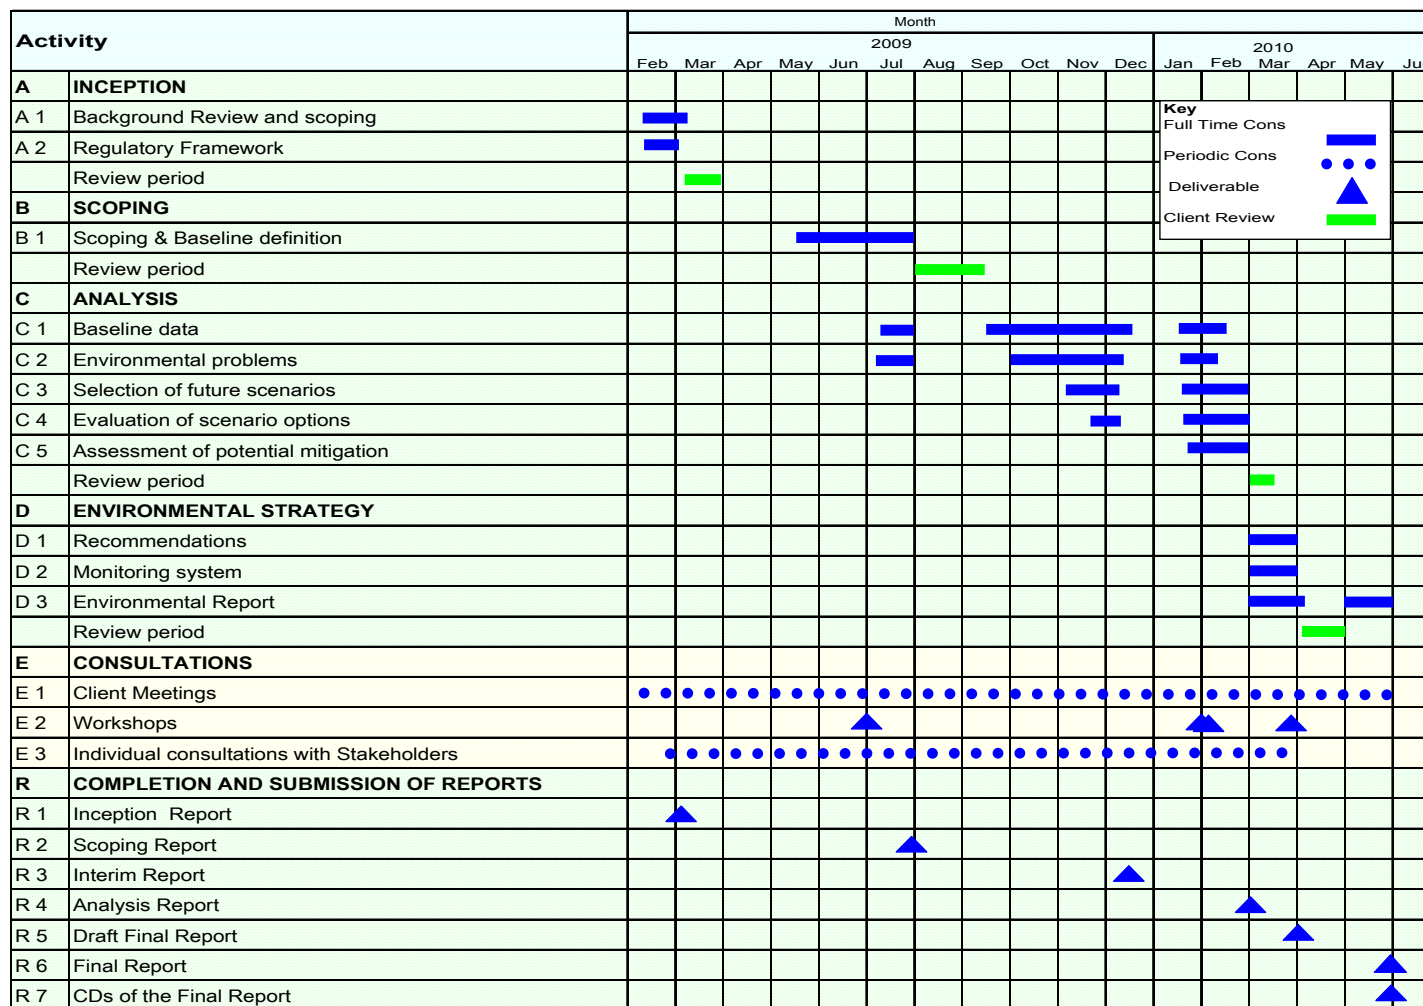 Month
Activity
2009
2010
Feb Mar Apr May Jun Jul Aug Sep Oct Nov Dec Jan Feb Mar Apr May Ju
A INCEPTION
A 1 Background Review and scoping
A 2 Regulatory Framework
Review period
Key
Full Time Cons
Periodic Cons
Deliverable
Client Review
B SCOPING
B 1 Scoping & Baseline definition
Review period
C ANALYSIS
C 1 Baseline data
C 2 Environmental problems
C 3 Selection of future scenarios
C 4 Evaluation of scenario options
C 5 Assessment of potential mitigation
Review period
D ENVIRONMENTAL STRATEGY
D 1 Recommendations
D 2 Monitoring system
D 3 Environmental Report
Review period
E CONSULTATIONS
E 1 Client Meetings
E 2 Workshops
E 3 Individual consultations with Stakeholders
R COMPLETION AND SUBMISSION OF REPORTS
R 1 Inception Report
R 2 Scoping Report
R 3 Interim Report
R 4 Analysis Report
R 5 Draft Final Report
R 6 Final Report
R 7 CDs of the Final Report